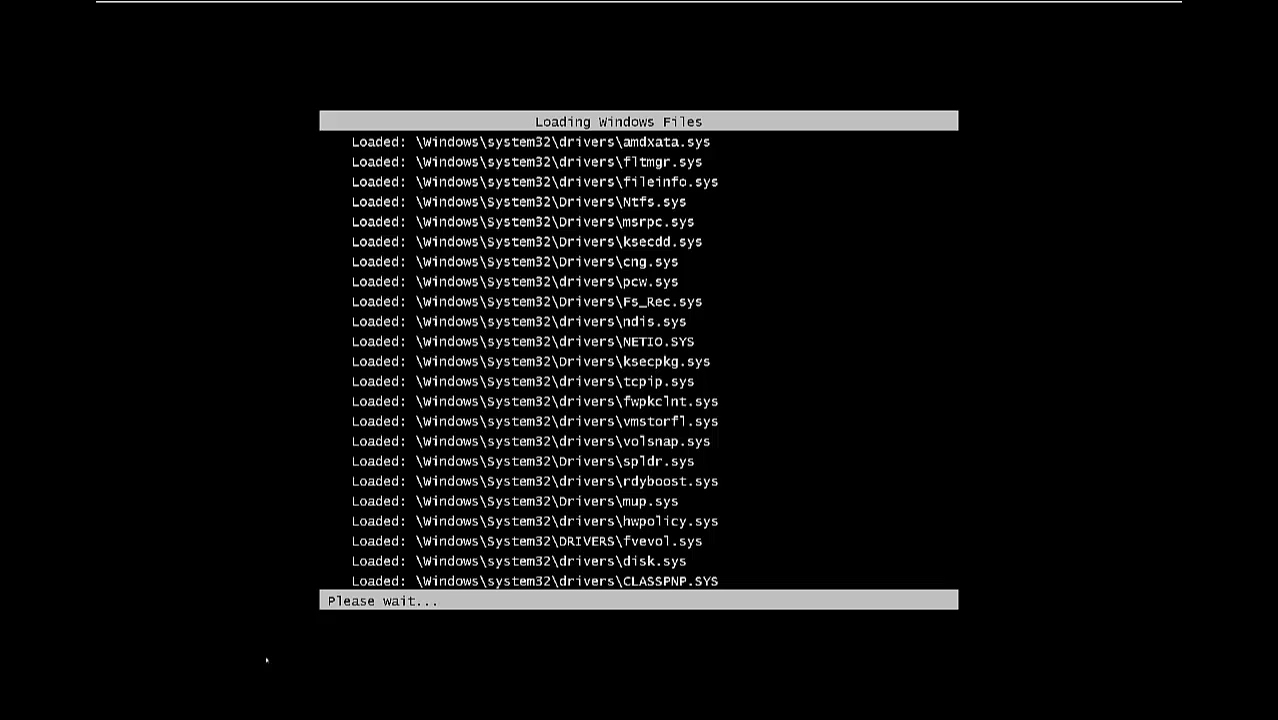 Loading Windows Files
Loaded: \Windows\system32\drivers\amdxata.sys
Loaded: \Windows\system32\drivers\fltmgr.sys
Loaded: \Windows\system32\drivers\fileinfo.sys
Loaded: \Windows\System32\Drivers\Ntfs.sys
Loaded: \Windows\System32\Drivers\msrpc.sys
Loaded: \Windows\System32\Drivers\ksecdd.sys
Loaded: \Windows\System32\Drivers\cng.sys
Loaded: \Windows\System32\drivers\pcw.sys
Loaded: \Windows\System32\Drivers\Fs_Rec.sys
Loaded: \Windows\system32\drivers\ndis.sys
Loaded: \Windows\system32\drivers\NETIO.SYS
Loaded: \Windows\System32\Drivers\ksecpkg.sys
Loaded: \Windows\System32\drivers\tcpip.sys
Loaded: \Windows\System32\drivers\fwpkclnt.sys
Loaded: \Windows\system32\drivers\vmstorfl.sys
Loaded: \Windows\system32\drivers\volsnap.sys
Loaded: \Windows\System32\Drivers\spldr.sys
Loaded: \Windows\System32\drivers\rdyboost.sys
Loaded: \Windows\System32\Drivers\mup.sys
Loaded: \Windows\System32\drivers\hwpolicy.sys
Loaded: \Windows\System32\DRIVERS\fvevol.sys
Loaded: \Windows\system32\drivers\disk.sys
Loaded: \Windows\system32\drivers\CLASSPNP.SYS
Please wait...